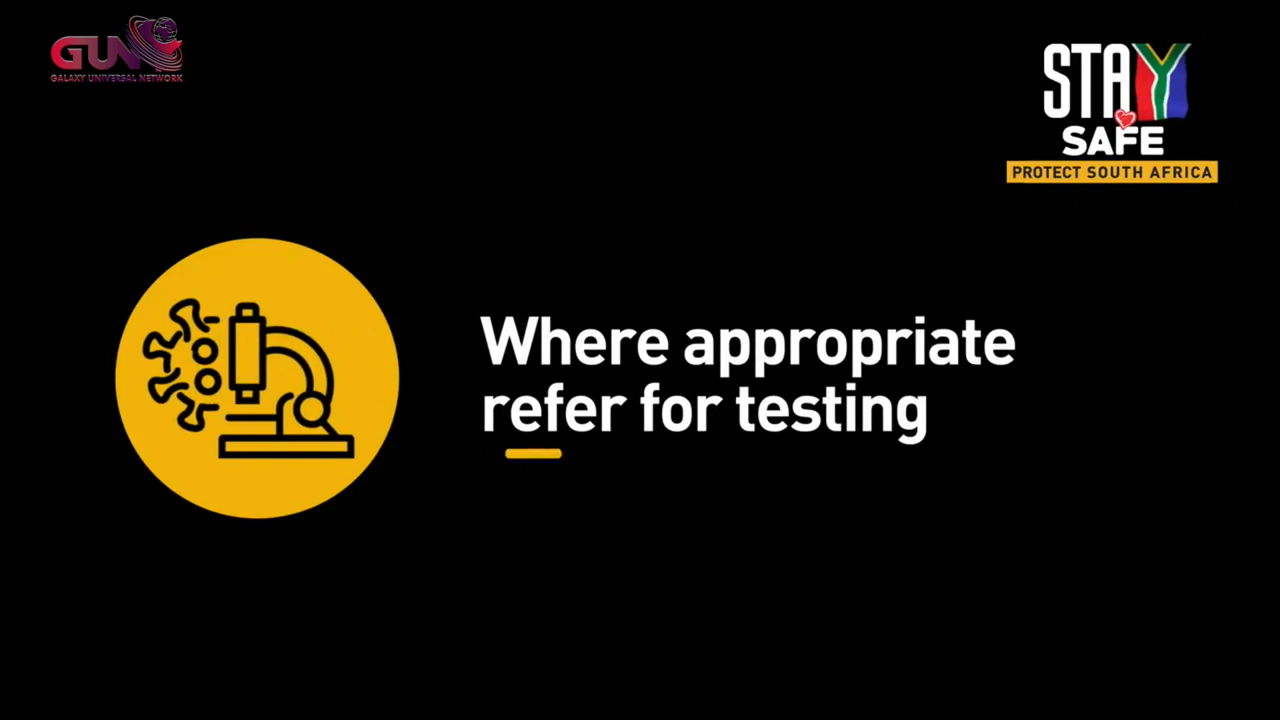 GUN
GALAXY UNIVERSAL NETWORK
STAY
SAFE
PROTECT SOUTH AFRICA
Where appropriate
refer for testing